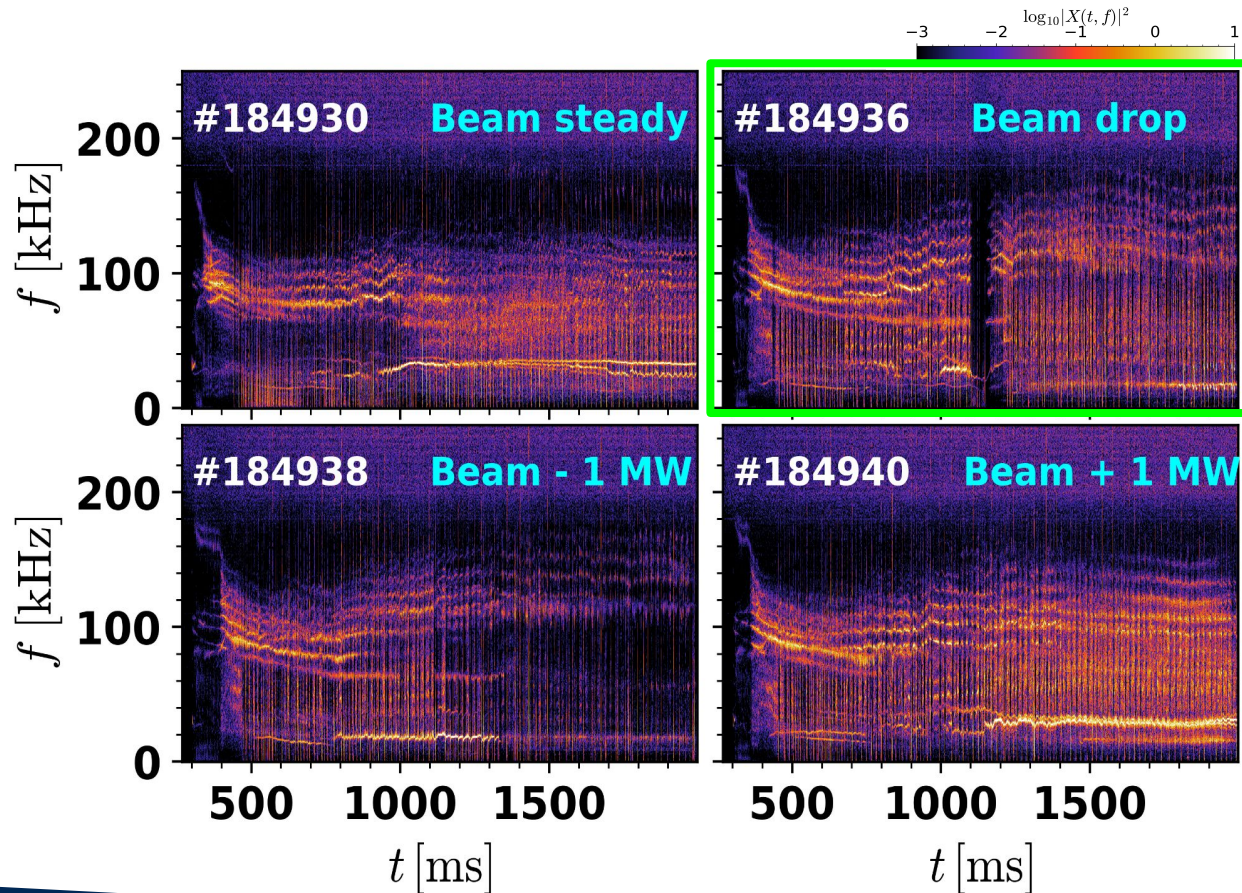 log₁₀|X(t, f)|²
−3 −2 −1 0 1
#184930 Beam steady
#184936 Beam drop
200
100
0
f [kHz]
#184938 Beam - 1 MW
#184940 Beam + 1 MW
200
100
0
f [kHz]
500 1000 1500
500 1000 1500
t [ms]
t [ms]